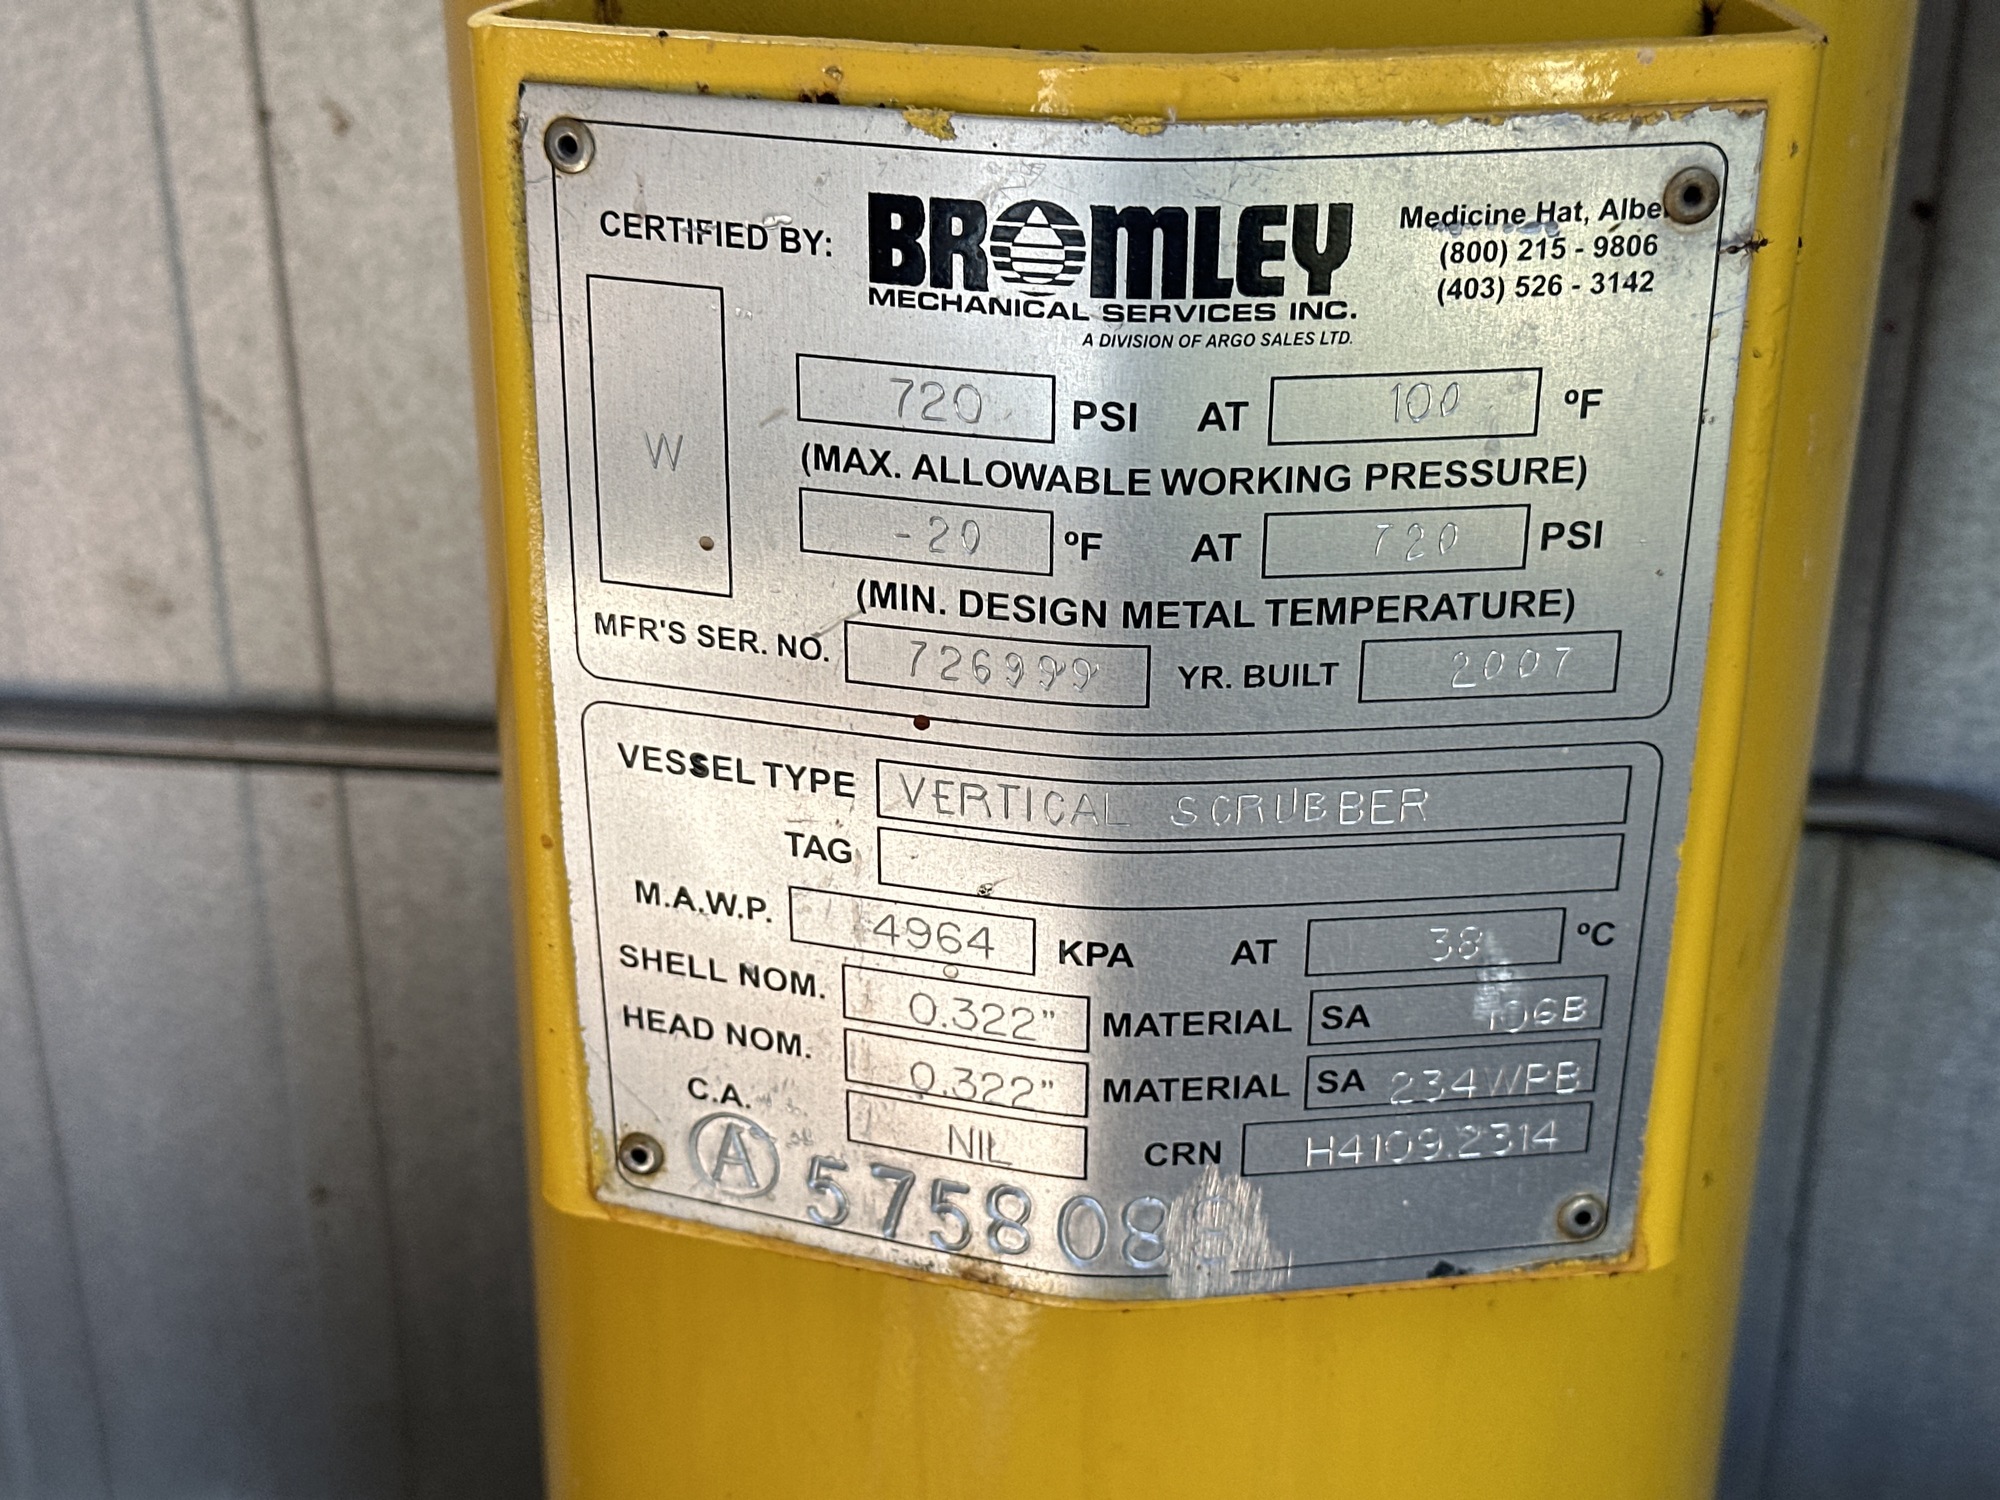 CERTIFIED BY:
BROMLEY
MECHANICAL SERVICES INC.
A DIVISION OF ARGO SALES LTD.
Medicine Hat,
(800) 215 - 9806
(403) 526 - 3142
W
720 PSI AT 100 ºF
(MAX. ALLOWABLE WORKING PRESSURE)
-20 ºF AT 720 PSI
(MIN. DESIGN METAL TEMPERATURE)
MFR'S SER. NO. 726999 YR. BUILT 2007
VESSEL TYPE VERTICAL SCRUBBER
TAG
M.A.W.P. 4964 KPA AT 38 ºC
SHELL NOM. 0.322" MATERIAL SA 106B
HEAD NOM. 0.322" MATERIAL SA 234WPB
C.A. NIL CRN H4109.2314
A